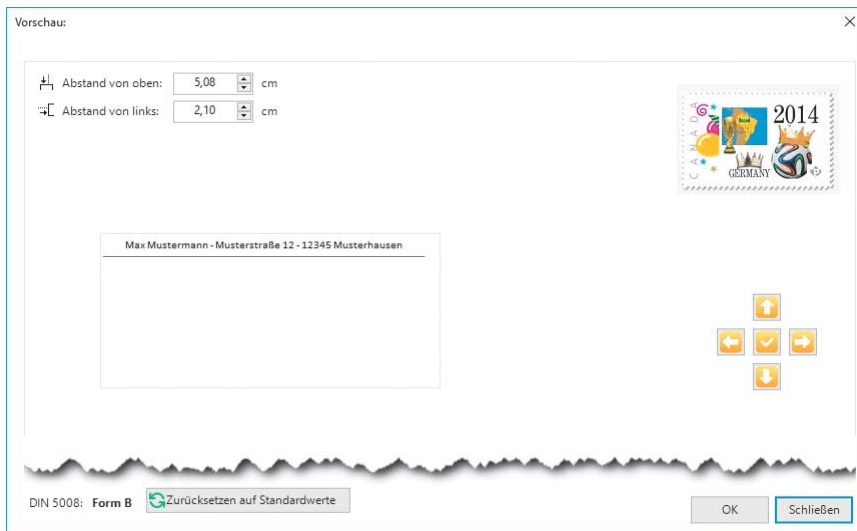 Vorschau:
Abstand von oben: 5,08 cm
Abstand von links: 2,10 cm
CANADA
2014
GERMANY
P
Max Mustermann - Musterstraße 12 - 12345 Musterhausen
DIN 5008: Form B
Zurücksetzen auf Standardwerte
OK
Schließen